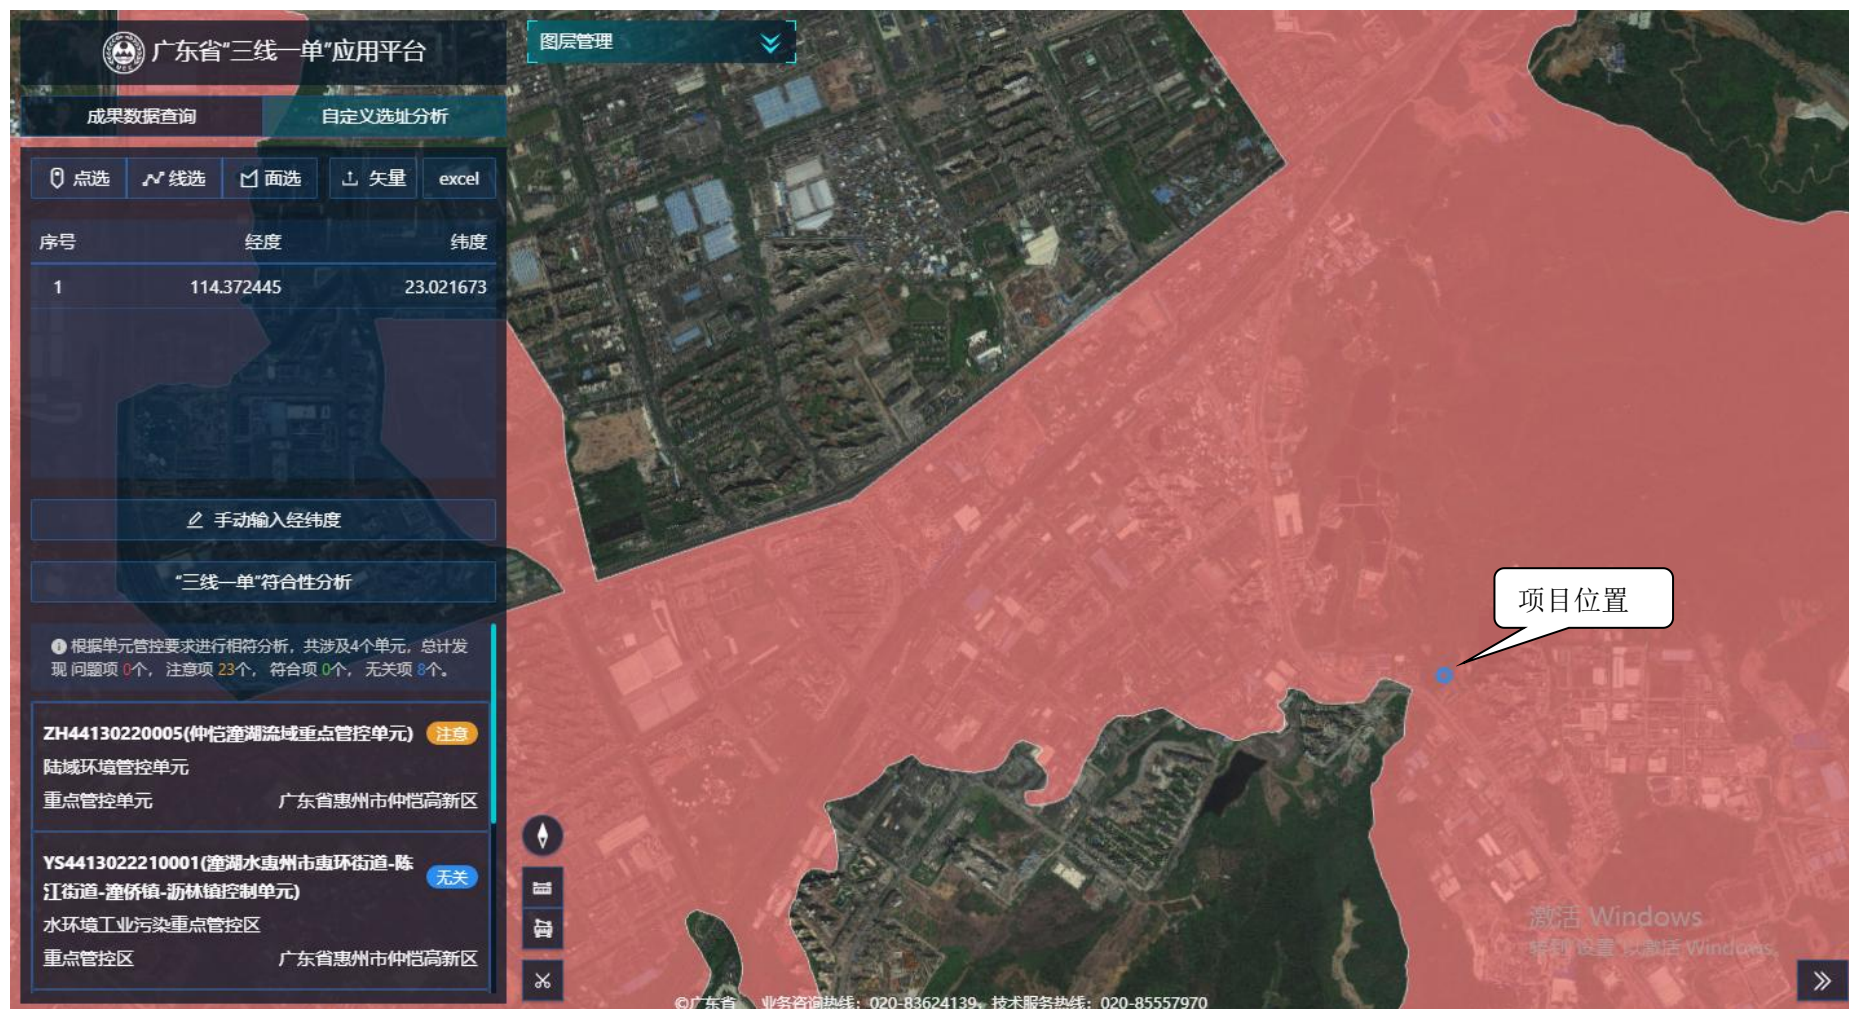 广东省“三线一单”应用平台
图层管理
成果数据查询
自定义选址分析
点选
线选
面选
矢量
excel
序号 经度 纬度
1 114.372445 23.021673
手动输入经纬度
“三线一单”符合性分析
根据单元管控要求进行相符分析，共涉及4个单元，总计发
现 问题项 0个， 注意项 23个， 符合项 0个， 无关项 8个。
ZH44130220005(仲恺潼湖流域重点管控单元) 注意
陆域环境管控单元
重点管控单元 广东省惠州市仲恺高新区
YS4413022210001(潼湖水惠州市惠环街道-陈
江街道-潼侨镇-沥林镇控制单元)
无关
水环境工业污染重点管控区
重点管控区 广东省惠州市仲恺高新区
项目位置
激活 Windows
转到"设置"以激活 Windows。
©广东省 业务咨询热线：020-83624139，技术服务热线：020-85557970